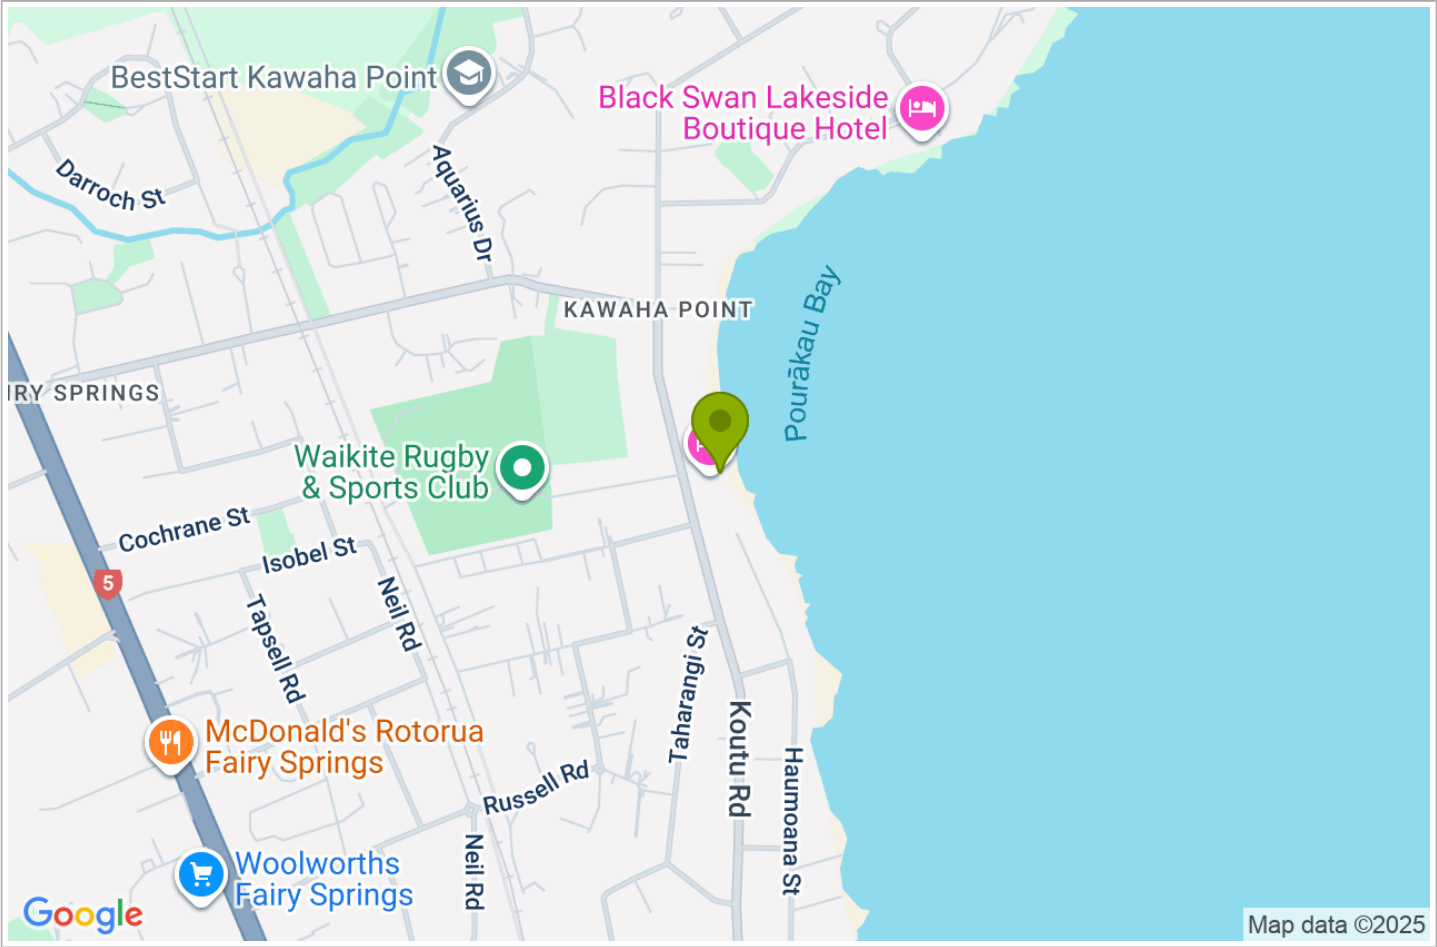 BestStart Kawaha Point
Black Swan Lakeside
Boutique Hotel
Darroch St
Aquarius Dr
KAWAHA POINT
Pourākau Bay
IRY SPRINGS
Waikite Rugby
& Sports Club
Cochrane St
Isobel St
5
Neil Rd
Tapsell Rd
Taharangi St
Koutu Rd
McDonald's Rotorua
Fairy Springs
Haumoana St
Russell Rd
Neil Rd
Woolworths
Fairy Springs
Google
Map data ©2025